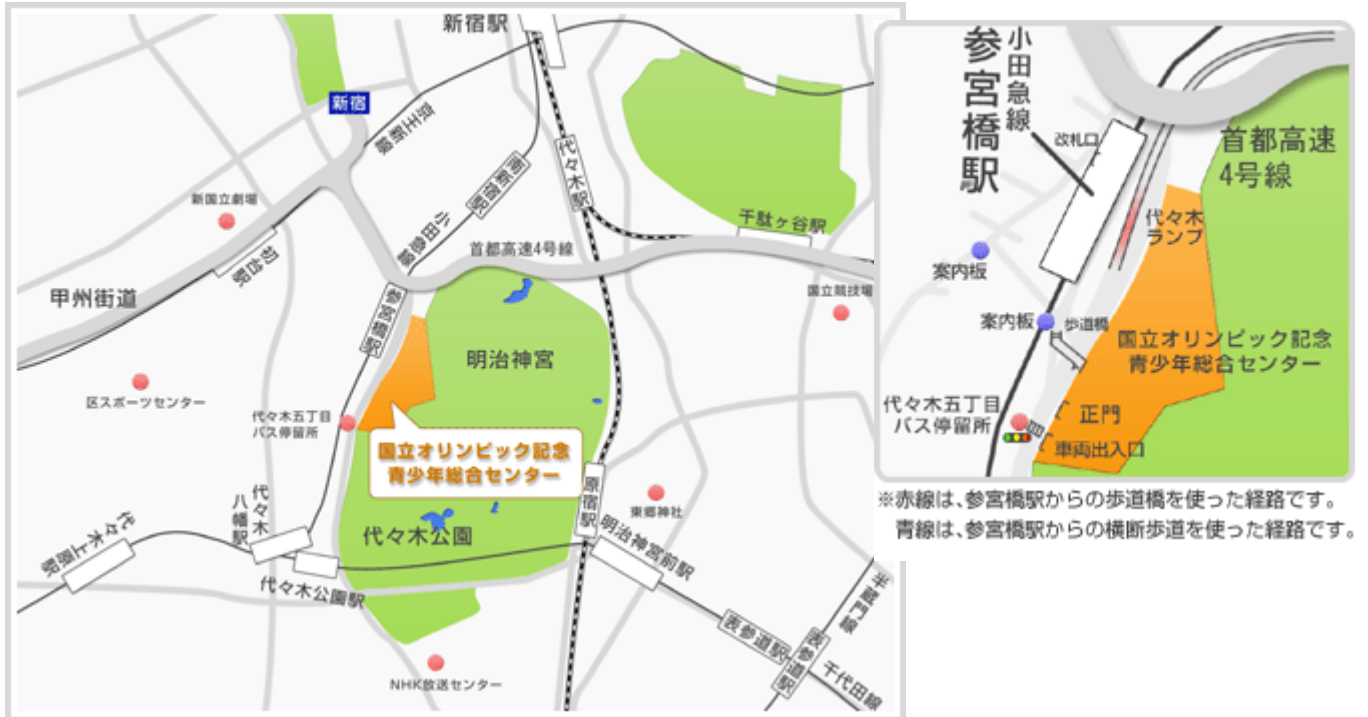 新宿駅
新宿
京王新線
南新宿駅
代々木駅
小田急線
新国立劇場
初台駅
首都高速4号線
千駄ヶ谷駅
甲州街道
参宮橋駅
国立競技場
明治神宮
区スポーツセンター
代々木五丁目
バス停留所
国立オリンピック記念
青少年総合センター
原宿駅
東郷神社
代々木
八幡駅
代々木上原駅
代々木公園
明治神宮前駅
代々木公園駅
半蔵門線
表参道駅
表参道駅
千代田線
NHK放送センター
小田急線
参宮橋駅
改札口
首都高速
4号線
代々木
ランプ
案内板
案内板
歩道橋
国立オリンピック記念
青少年総合センター
代々木五丁目
バス停留所
正門
車両出入口
※赤線は、参宮橋駅からの歩道橋を使った経路です。
青線は、参宮橋駅からの横断歩道を使った経路です。